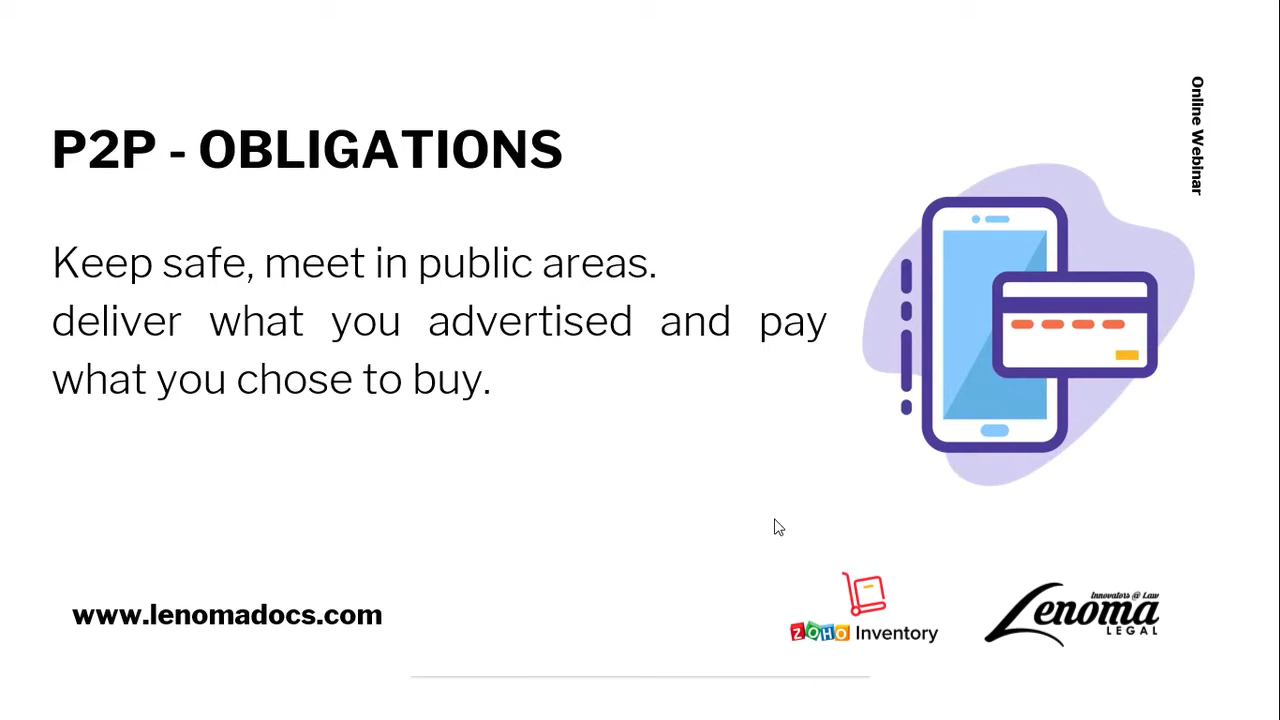 Online Webinar
P2P - OBLIGATIONS
Keep safe, meet in public areas.
deliver what you advertised and pay
what you chose to buy.
www.lenomadocs.com
ZOHO Inventory
Innovators @ Law
Lenoma
LEGAL